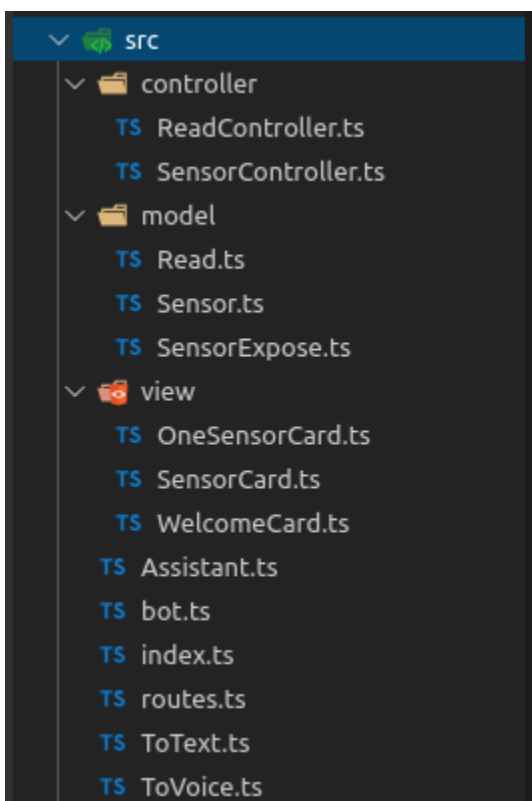 src
controller
TS ReadController.ts
TS SensorController.ts
model
TS Read.ts
TS Sensor.ts
TS SensorExpose.ts
view
TS OneSensorCard.ts
TS SensorCard.ts
TS WelcomeCard.ts
TS Assistant.ts
TS bot.ts
TS index.ts
TS routes.ts
TS ToText.ts
TS ToVoice.ts